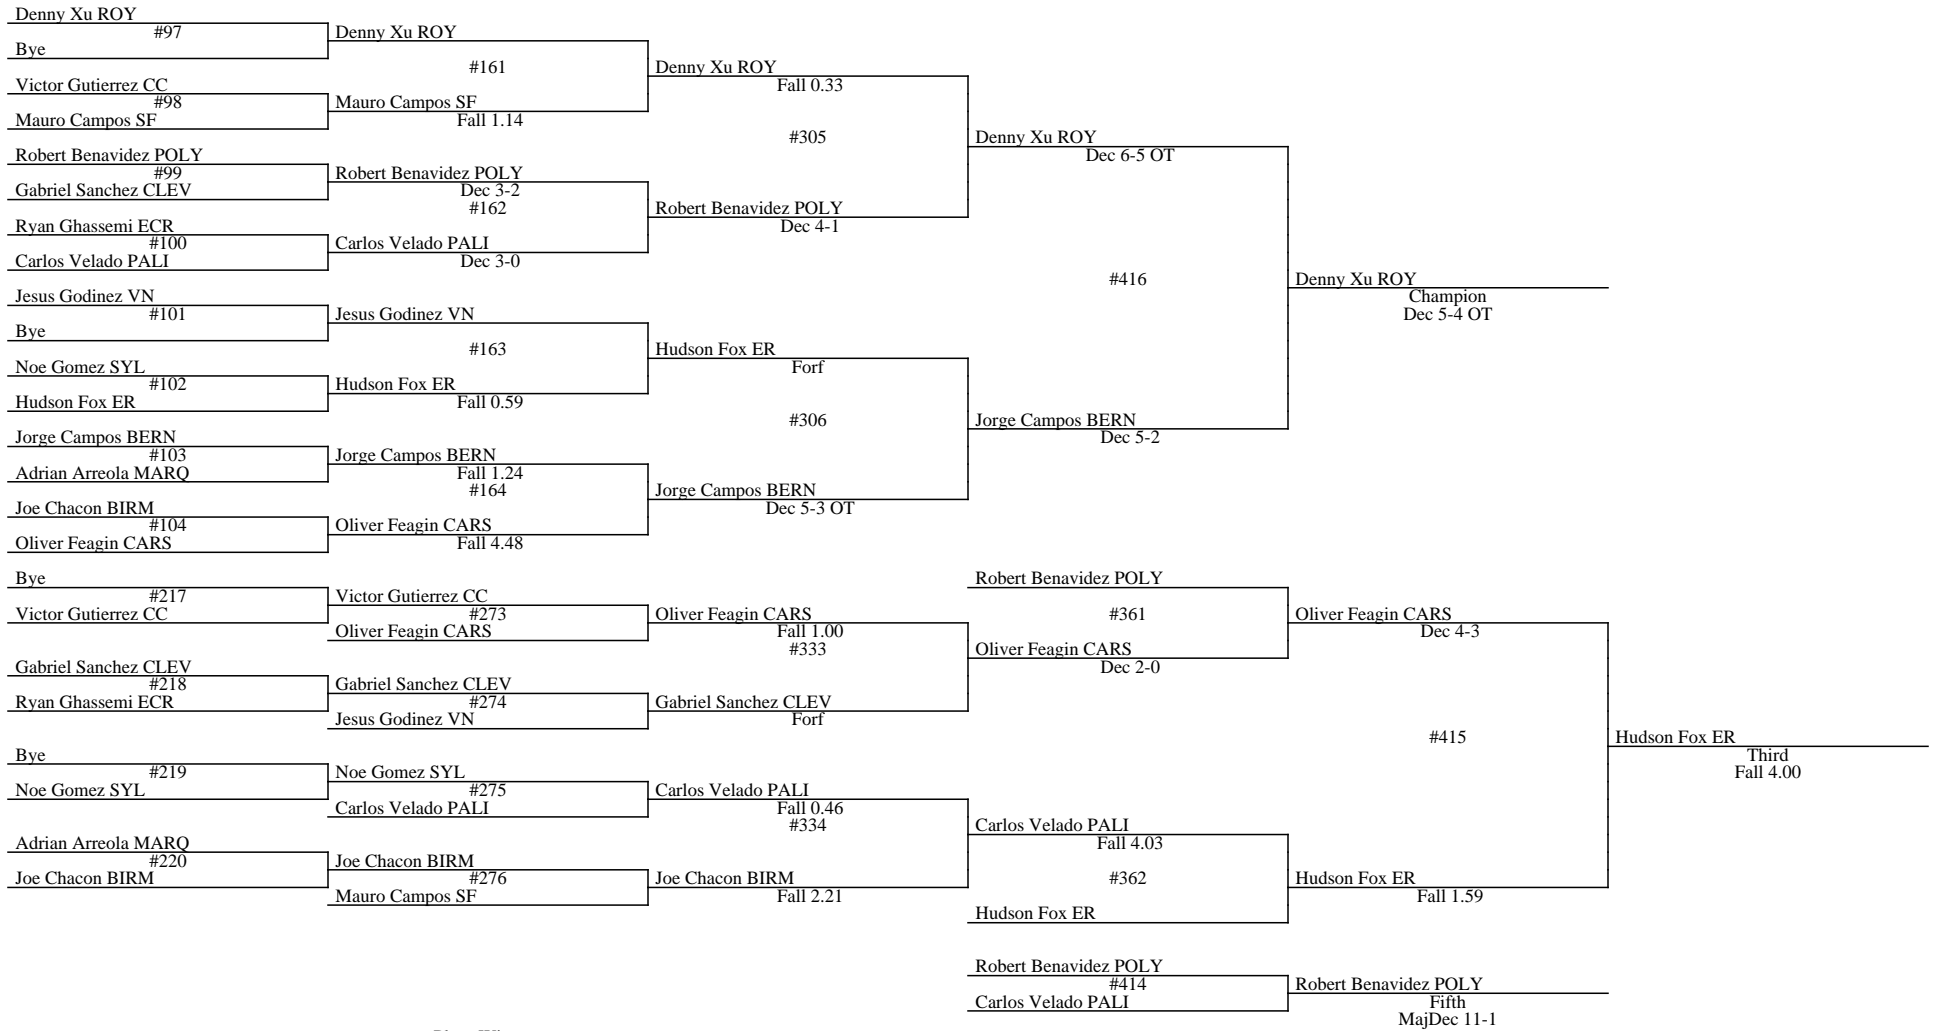 Denny Xu ROY
#97
Bye
Victor Gutierrez CC
#98
Mauro Campos SF
Robert Benavidez POLY
#99
Gabriel Sanchez CLEV
Ryan Ghassemi ECR
#100
Carlos Velado PALI
Jesus Godinez VN
#101
Bye
Noe Gomez SYL
#102
Hudson Fox ER
Jorge Campos BERN
#103
Adrian Arreola MARQ
Joe Chacon BIRM
#104
Oliver Feagin CARS
Denny Xu ROY
#161
Mauro Campos SF
Fall 1.14
Robert Benavidez POLY
Dec 3-2
#162
Carlos Velado PALI
Dec 3-0
Jesus Godinez VN
#163
Hudson Fox ER
Fall 0.59
Jorge Campos BERN
Fall 1.24
#164
Oliver Feagin CARS
Fall 4.48
Denny Xu ROY
Fall 0.33
#305
Robert Benavidez POLY
Dec 4-1
Hudson Fox ER
Forf
#306
Jorge Campos BERN
Dec 5-3 OT
Denny Xu ROY
Dec 6-5 OT
#416
Jorge Campos BERN
Dec 5-2
Denny Xu ROY
Champion
Dec 5-4 OT
Bye
#217
Victor Gutierrez CC
Gabriel Sanchez CLEV
#218
Ryan Ghassemi ECR
Bye
#219
Noe Gomez SYL
Adrian Arreola MARQ
#220
Joe Chacon BIRM
Victor Gutierrez CC
#273
Oliver Feagin CARS
Gabriel Sanchez CLEV
#274
Jesus Godinez VN
Noe Gomez SYL
#275
Carlos Velado PALI
Joe Chacon BIRM
#276
Mauro Campos SF
Oliver Feagin CARS
Fall 1.00
#333
Gabriel Sanchez CLEV
Forf
Carlos Velado PALI
Fall 0.46
#334
Joe Chacon BIRM
Fall 2.21
Robert Benavidez POLY
#361
Oliver Feagin CARS
Dec 2-0
Carlos Velado PALI
Fall 4.03
#362
Hudson Fox ER
Oliver Feagin CARS
Dec 4-3
#415
Hudson Fox ER
Fall 1.59
Hudson Fox ER
Third
Fall 4.00
Robert Benavidez POLY
#414
Carlos Velado PALI
Robert Benavidez POLY
Fifth
MajDec 11-1